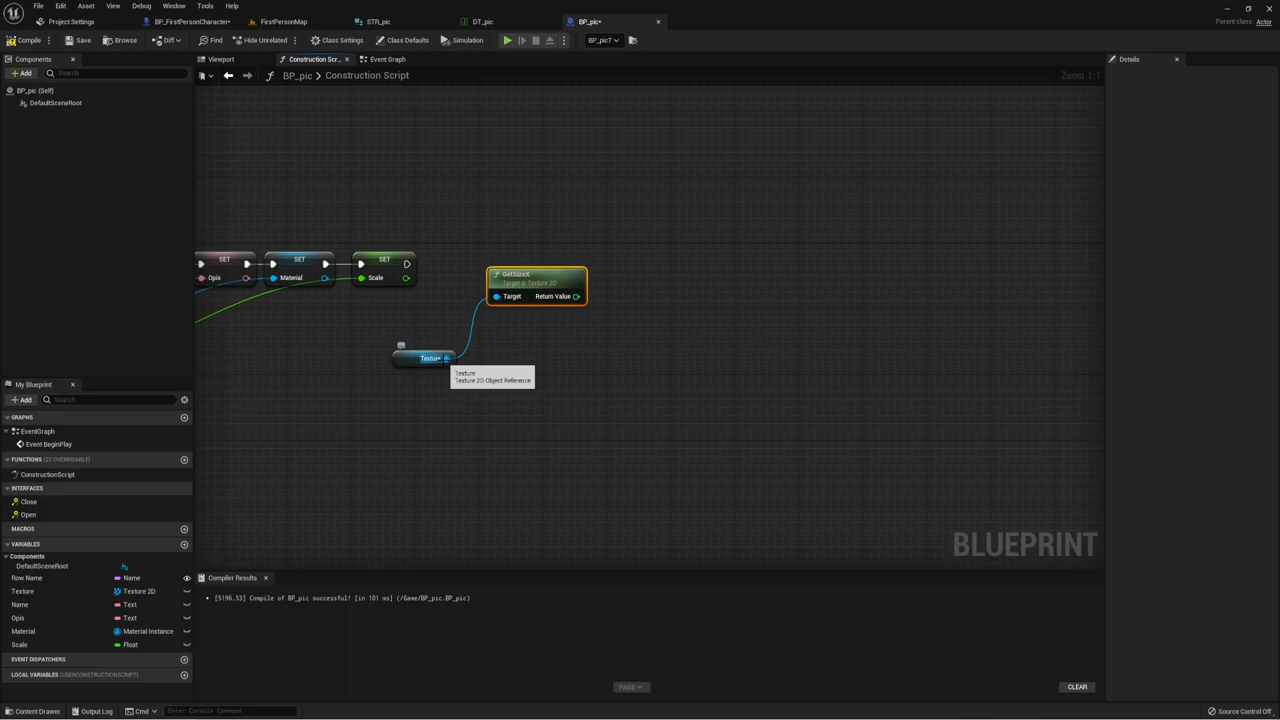 File Edit Asset View Debug Window Tools Help
Project Settings BP_FirstPersonCharacter* FirstPersonMap STR_pic DT_pic BP_pic*
Parent class: Actor
Compile Save Browse Diff Find Hide Unrelated Class Settings Class Defaults Simulation BP_pic7
Components
Add Search
BP_pic (Self)
DefaultSceneRoot
Viewport Construction Scr... Event Graph
BP_pic > Construction Script
Zoom 1:1
Details
SET
Opis
SET
Material
SET
Scale
GetSizeX
Target is Texture 2D
Target Return Value
Texture
Texture
Texture 2D Object Reference
BLUEPRINT
My Blueprint
Add Search
GRAPHS
EventGraph
Event BeginPlay
FUNCTIONS (22 OVERRIDABLE)
ConstructionScript
INTERFACES
Close
Open
MACROS
VARIABLES
Components
DefaultSceneRoot
Row Name Name
Texture Texture 2D
Name Text
Opis Text
Material Material Instance
Scale Float
EVENT DISPATCHERS
LOCAL VARIABLES (USERCONSTRUCTIONSCRIPT)
Compiler Results
[5196,53] Compile of BP_pic successful! [in 101 ms] (/Game/BP_pic.BP_pic)
PAGE
CLEAR
Content Drawer Output Log Cmd Enter Console Command
Source Control Off